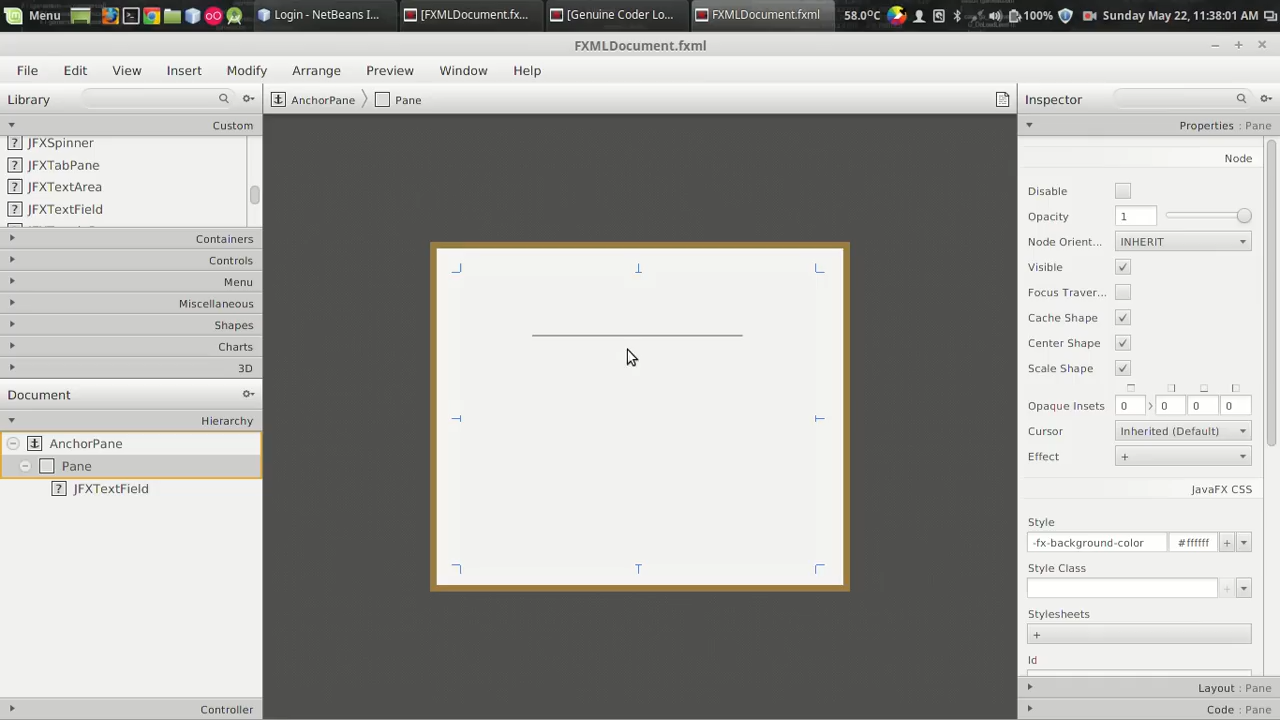 Menu
Login - NetBeans I...
[FXMLDocument.fx...
[Genuine Coder Lo...
FXMLDocument.fxml
58.0°C
100%
Sunday May 22, 11:38:01 AM
FXMLDocument.fxml
File Edit View Insert Modify Arrange Preview Window Help
Library
AnchorPane Pane
Inspector
Custom
Properties : Pane
JFXSpinner
JFXTabPane
JFXTextArea
JFXTextField
Containers
Controls
Menu
Miscellaneous
Shapes
Charts
3D
Document
Hierarchy
AnchorPane
Pane
JFXTextField
Controller
Node
Disable
Opacity 1
Node Orient... INHERIT
Visible
Focus Traver...
Cache Shape
Center Shape
Scale Shape
Opaque Insets 0 0 0 0
Cursor Inherited (Default)
Effect +
JavaFX CSS
Style
-fx-background-color #ffffff +
Style Class
+
Stylesheets
+
Id
Layout : Pane
Code : Pane